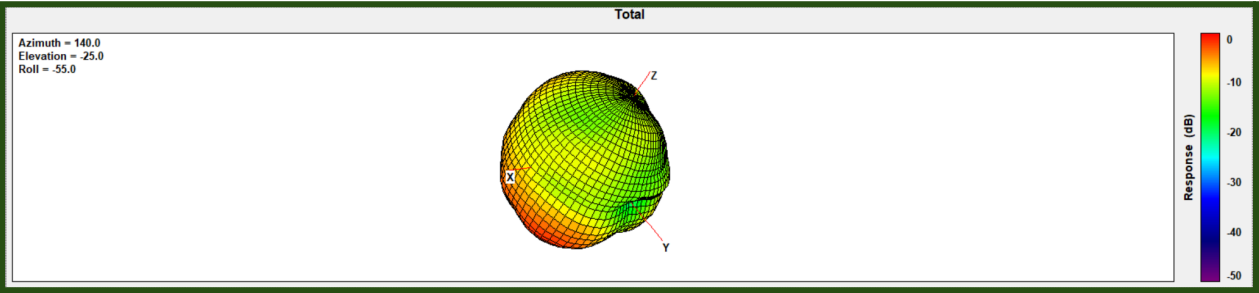 Total
Azimuth = 140.0
Elevation = -25.0
Roll = -55.0
Z
X
Y
Response (dB)
0
-10
-20
-30
-40
-50